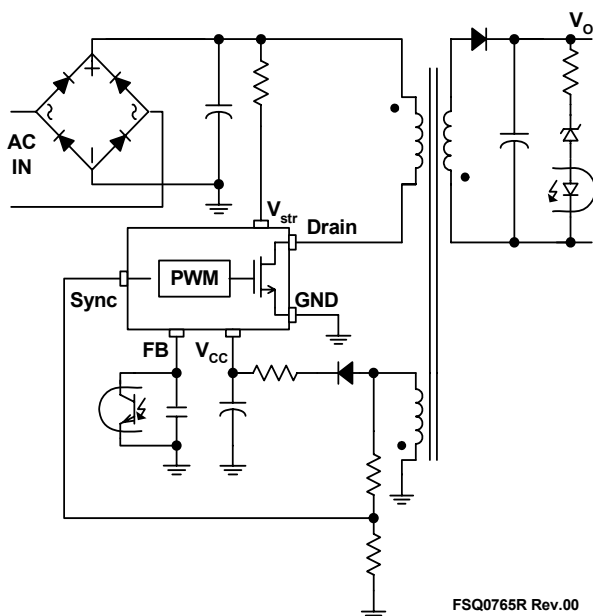 V_O
AC
IN
V_str
Drain
PWM
Sync
GND
FB
V_CC
FSQ0765R Rev.00